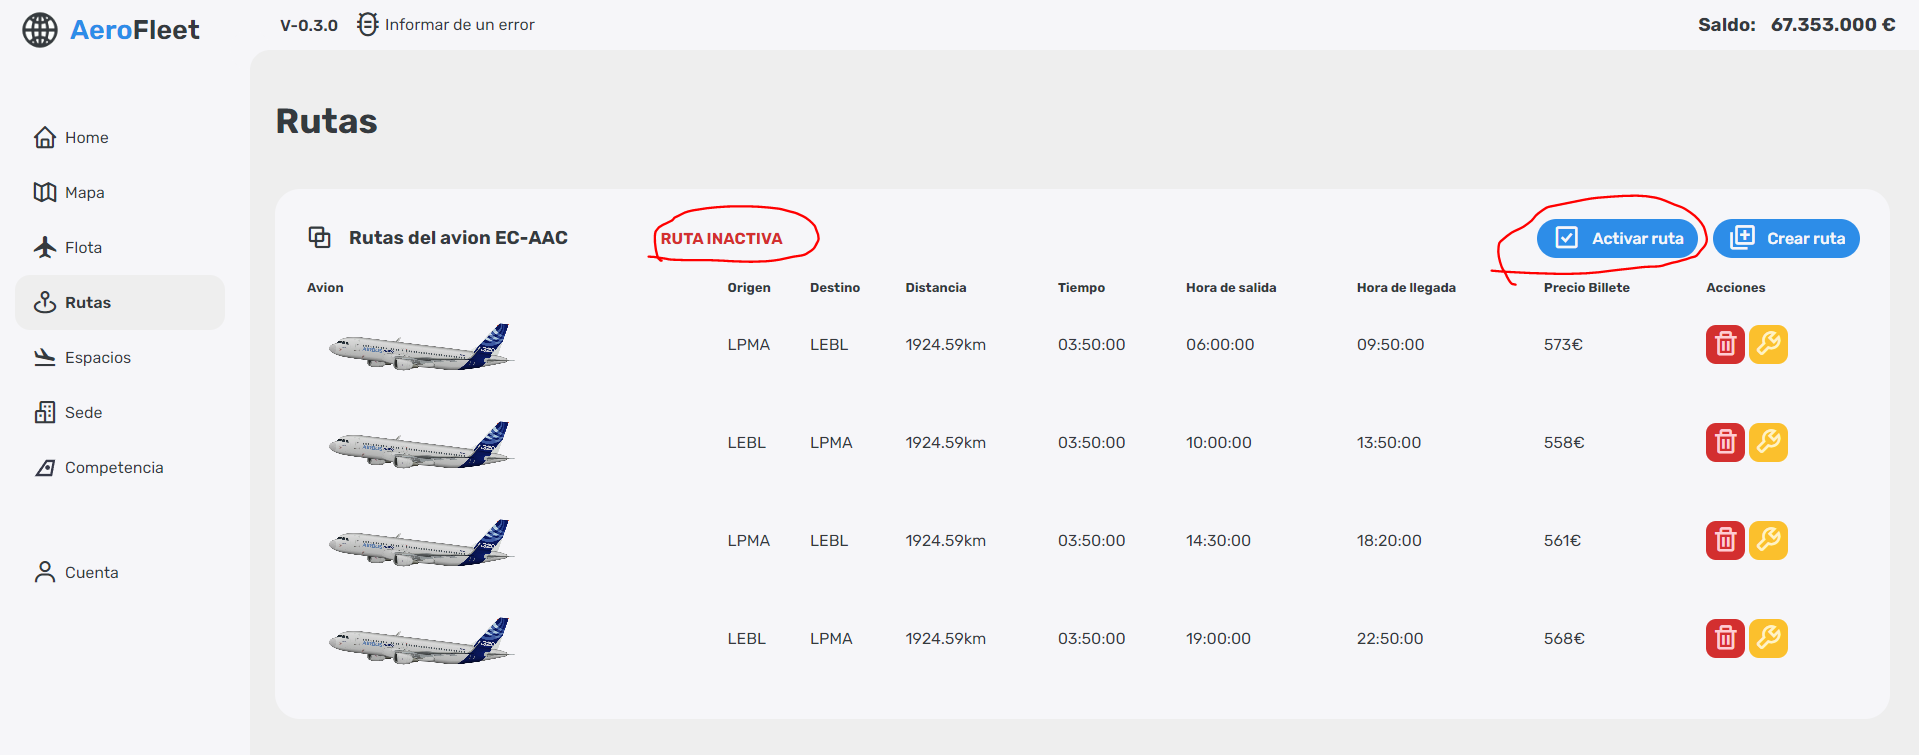 AeroFleet
V-0.3.0 Informar de un error
Saldo: 67.353.000 €
Home
Mapa
Flota
Rutas
Espacios
Sede
Competencia
Cuenta
Rutas
Rutas del avion EC-AAC RUTA INACTIVA Activar ruta Crear ruta
Avion Origen Destino Distancia Tiempo Hora de salida Hora de llegada Precio Billete Acciones
LPMA LEBL 1924.59km 03:50:00 06:00:00 09:50:00 573€
LEBL LPMA 1924.59km 03:50:00 10:00:00 13:50:00 558€
LPMA LEBL 1924.59km 03:50:00 14:30:00 18:20:00 561€
LEBL LPMA 1924.59km 03:50:00 19:00:00 22:50:00 568€